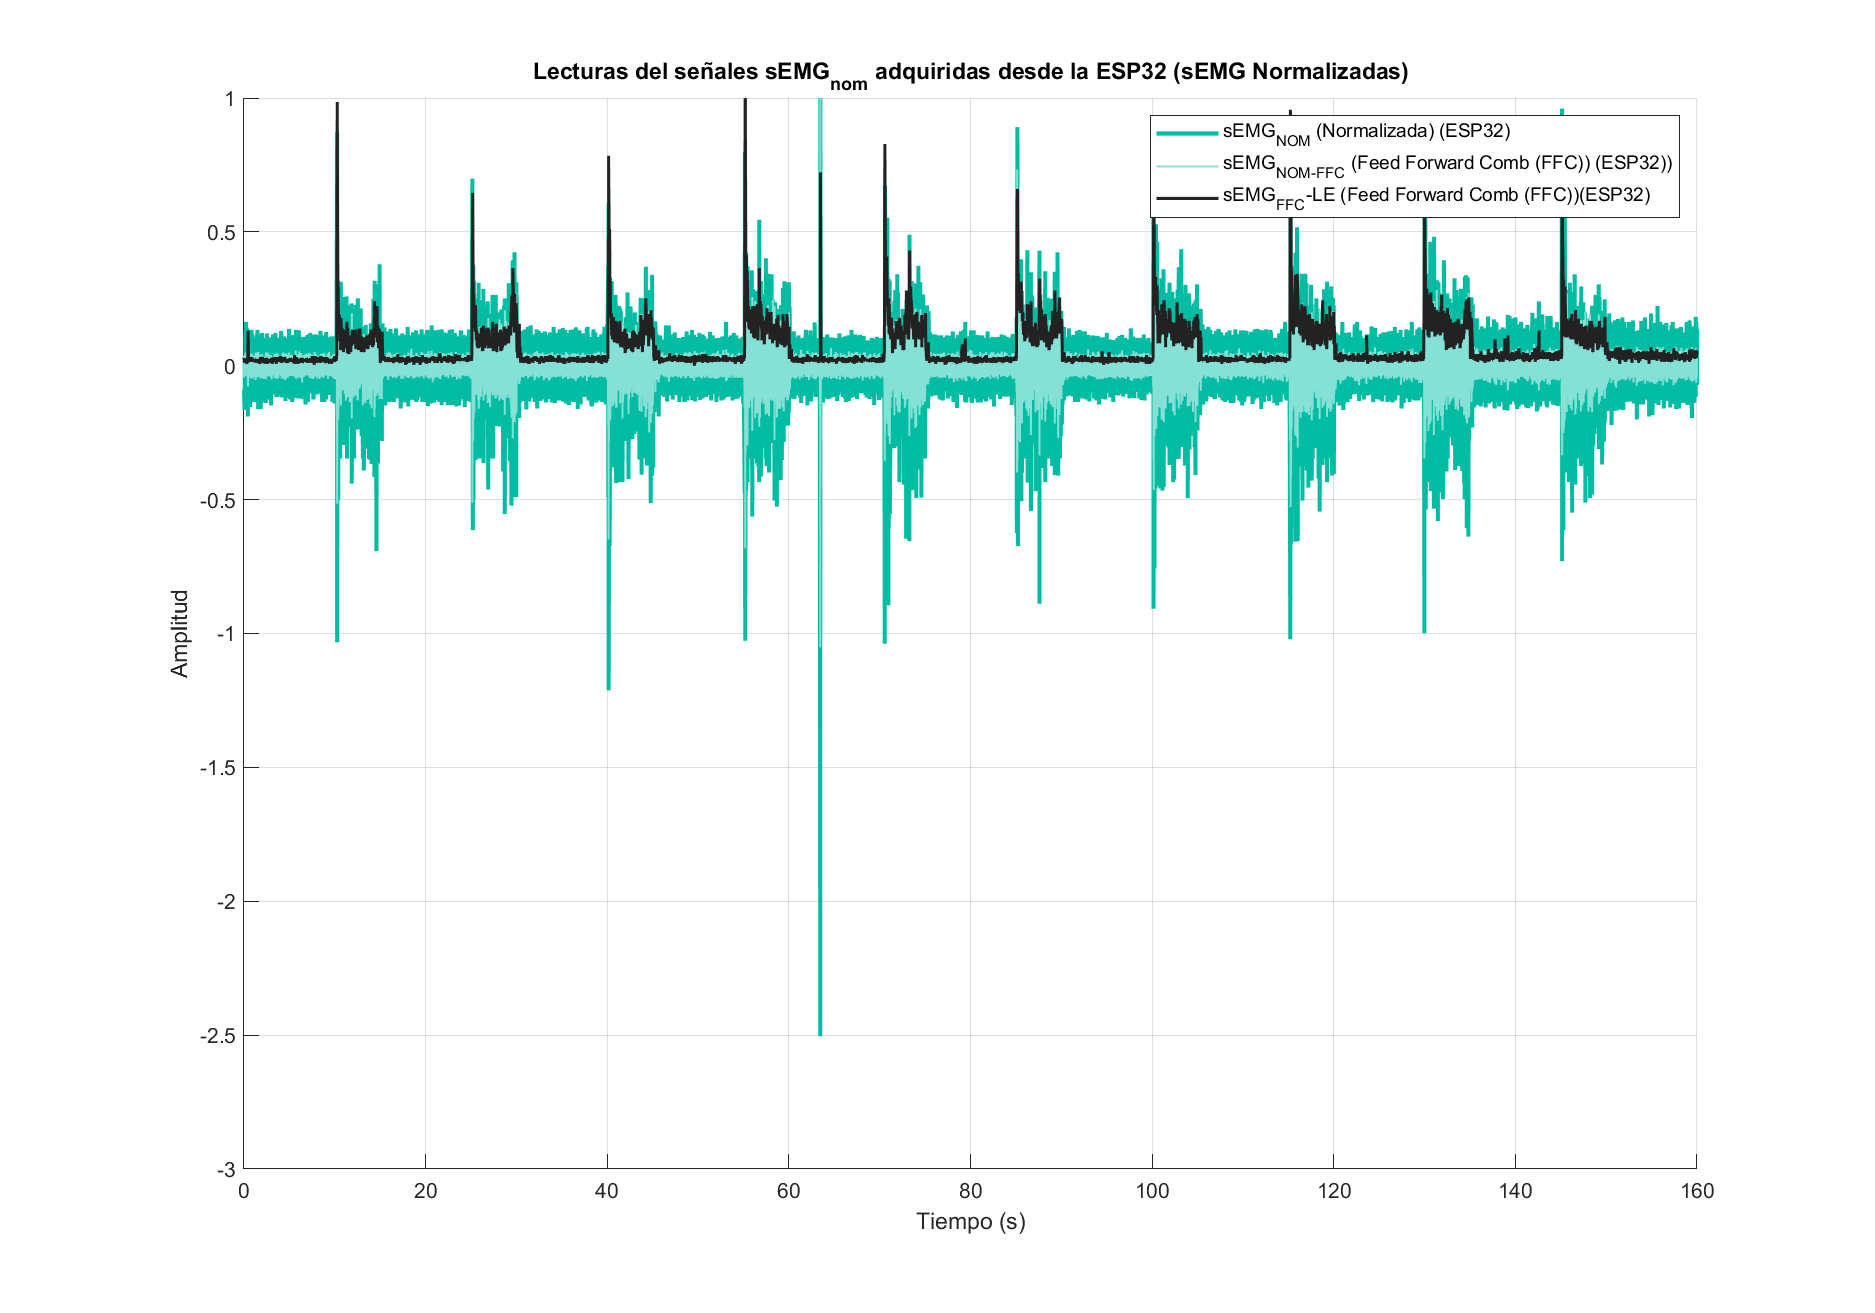 Lecturas del señales sEMGnom adquiridas desde la ESP32 (sEMG Normalizadas)
sEMGNOM (Normalizada) (ESP32)
sEMGNOM-FFC (Feed Forward Comb (FFC)) (ESP32))
sEMGFFC-LE (Feed Forward Comb (FFC))(ESP32)
Amplitud
1
0.5
0
-0.5
-1
-1.5
-2
-2.5
-3
0 20 40 60 80 100 120 140 160
Tiempo (s)